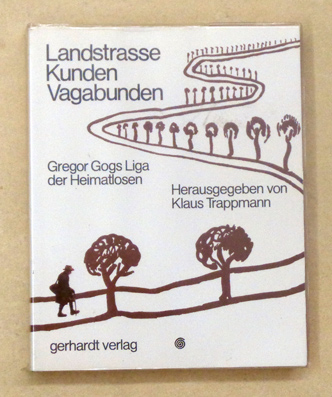 Landstrasse
Kunden
Vagabunden
Gregor Gogs Liga
der Heimatlosen
Herausgegeben von
Klaus Trappmann
gerhardt verlag